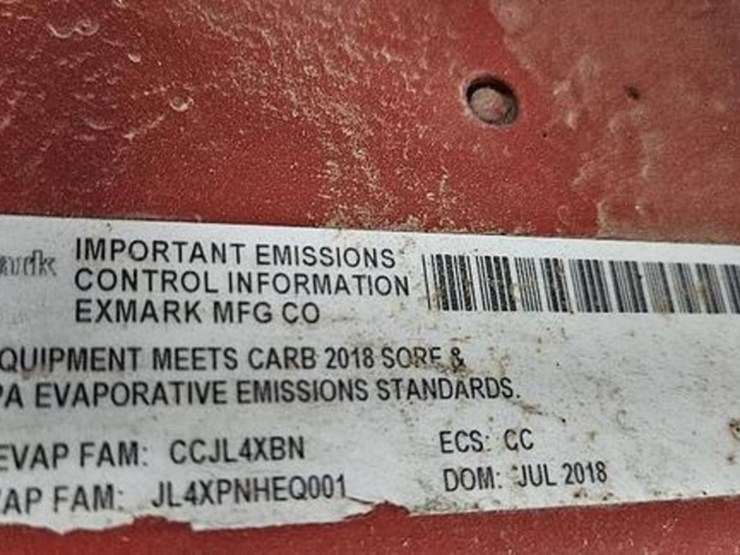 IMPORTANT EMISSIONS
CONTROL INFORMATION
EXMARK MFG CO
QUIPMENT MEETS CARB 2018 SORE &
PA EVAPORATIVE EMISSIONS STANDARDS.
EVAP FAM: CCJL4XBN ECS: CC
AP FAM: JL4XPNHEQ001 DOM: JUL 2018